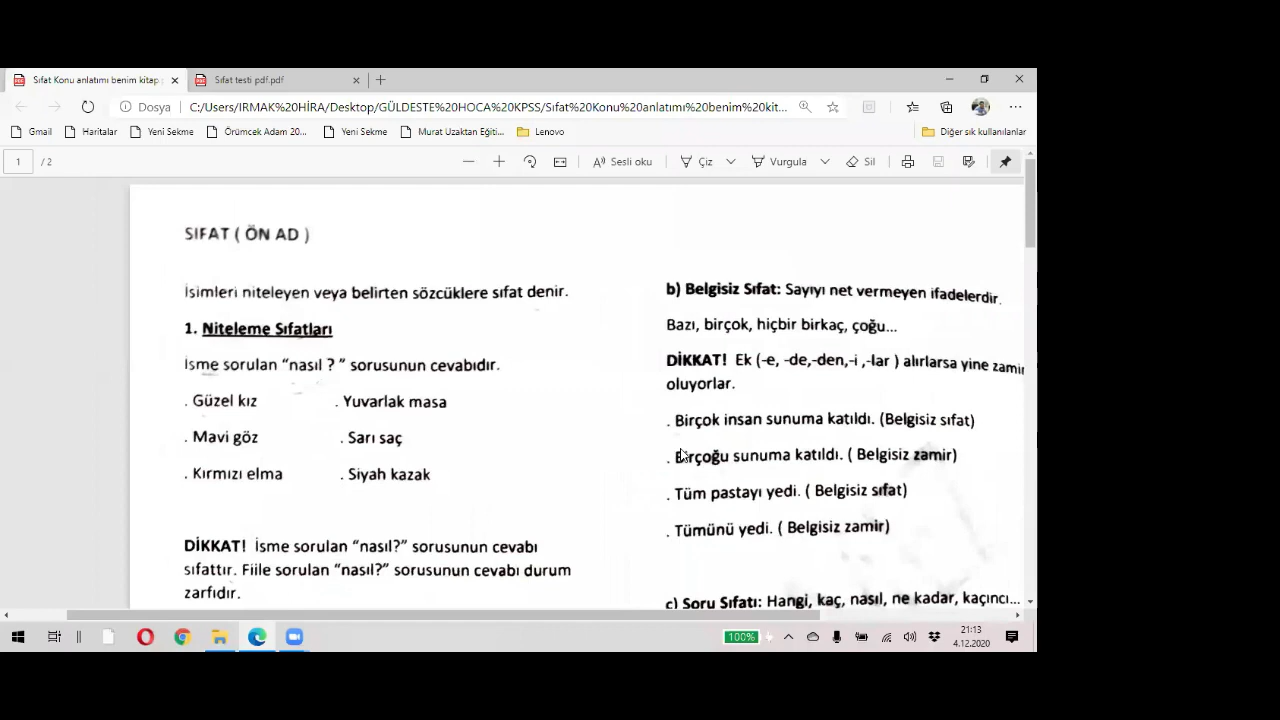 Sıfat Konu anlatımı benim kitap
Sıfat testi pdf.pdf
Dosya
C:/Users/IRMAK%20HİRA/Desktop/GÜLDESTE%20HOCA%20KPSS/Sıfat%20Konu%20anlatımı%20benim%20kit...
Gmail
Haritalar
Yeni Sekme
Örümcek Adam 20...
Yeni Sekme
Murat Uzaktan Eğiti...
Lenovo
Diğer sık kullanılanlar
1 / 2
Sesli oku
Çiz
Vurgula
Sil
SIFAT ( ÖN AD )
İsimleri niteleyen veya belirten sözcüklere sıfat denir.
1. Niteleme Sıfatları
İsme sorulan “nasıl ? ” sorusunun cevabıdır.
. Güzel kız . Yuvarlak masa
. Mavi göz . Sarı saç
. Kırmızı elma . Siyah kazak
DİKKAT! İsme sorulan “nasıl?” sorusunun cevabı
sıfattır. Fiile sorulan “nasıl?” sorusunun cevabı durum
zarfıdır.
b) Belgisiz Sıfat: Sayıyı net vermeyen ifadelerdir.
Bazı, birçok, hiçbir birkaç, çoğu...
DİKKAT! Ek (-e, -de,-den,-i ,-lar ) alırlarsa yine zamir
oluyorlar.
. Birçok insan sunuma katıldı. (Belgisiz sıfat)
. Birçoğu sunuma katıldı. ( Belgisiz zamir)
. Tüm pastayı yedi. ( Belgisiz sıfat)
. Tümünü yedi. ( Belgisiz zamir)
c) Soru Sıfatı: Hangi, kaç, nasıl, ne kadar, kaçıncı...
100%
21:13
4.12.2020